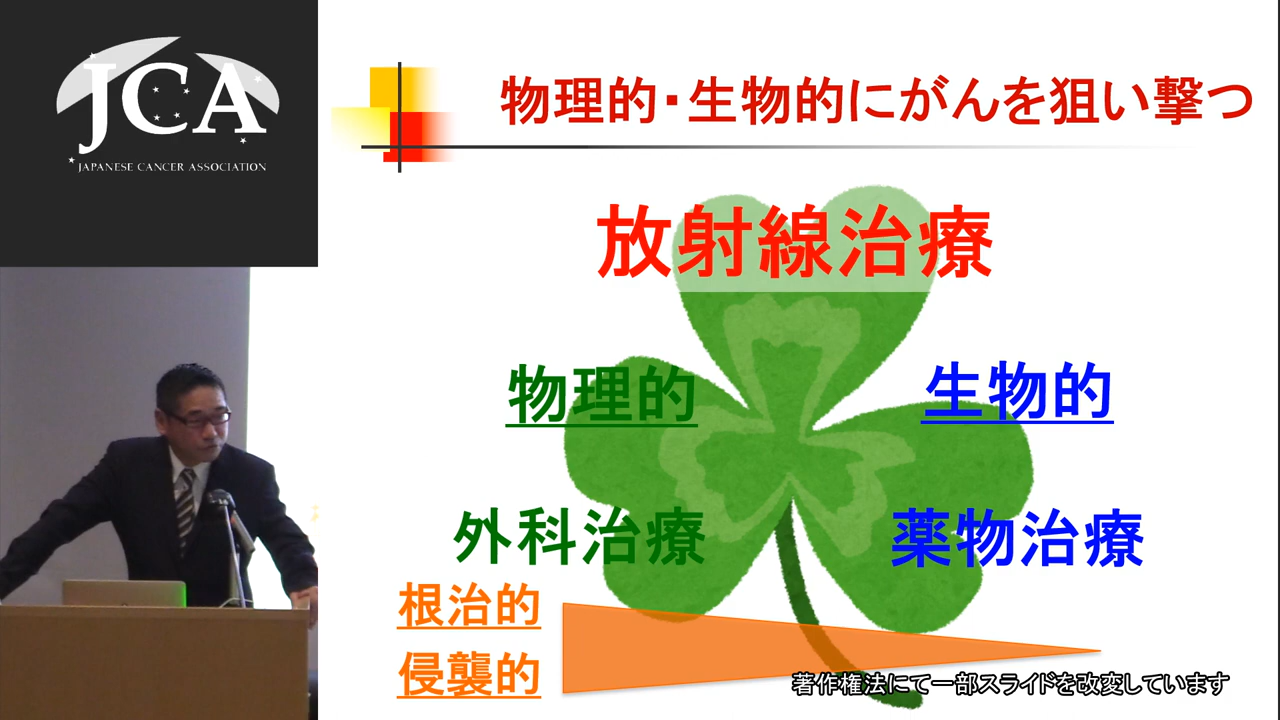 JCA
JAPANESE CANCER ASSOCIATION
物理的・生物的にがんを狙い撃つ
放射線治療
物理的
生物的
外科治療
薬物治療
根治的
侵襲的
著作権法にて一部スライドを改変しています